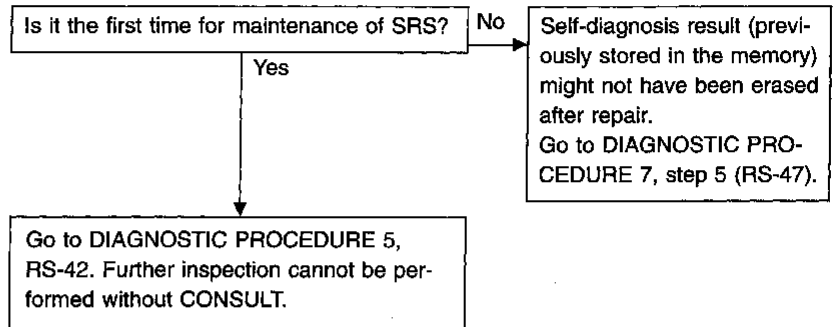 Is it the first time for maintenance of SRS?
No
Yes
Self-diagnosis result (previ-
ously stored in the memory)
might not have been erased
after repair.
Go to DIAGNOSTIC PRO-
CEDURE 7, step 5 (RS-47).
Go to DIAGNOSTIC PROCEDURE 5,
RS-42. Further inspection cannot be per-
formed without CONSULT.